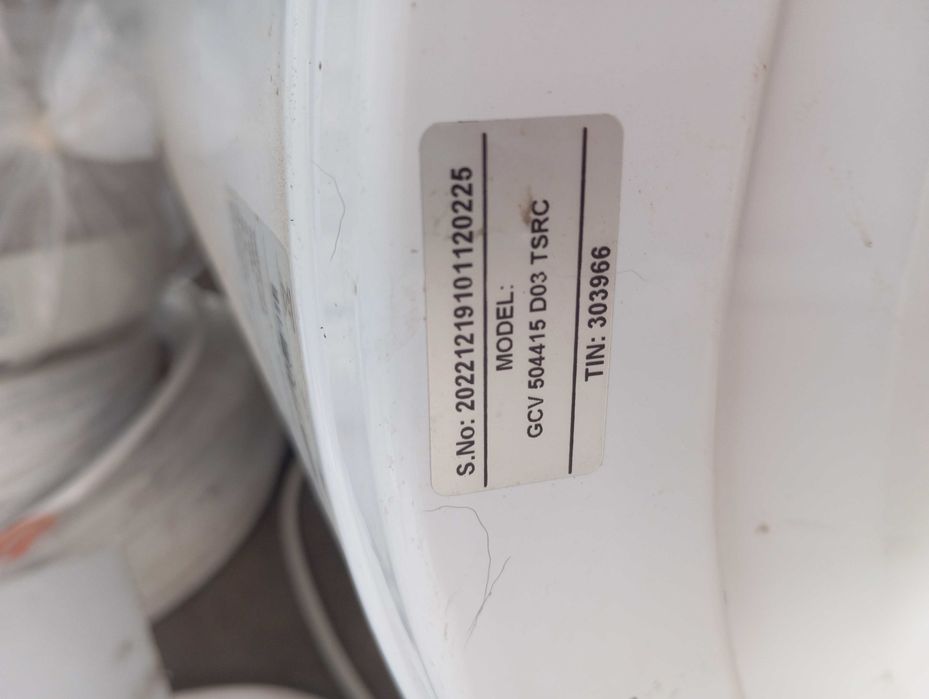 S.No: 20221219101120225
MODEL:
GCV 504415 D03 TSRC
TIN: 303966